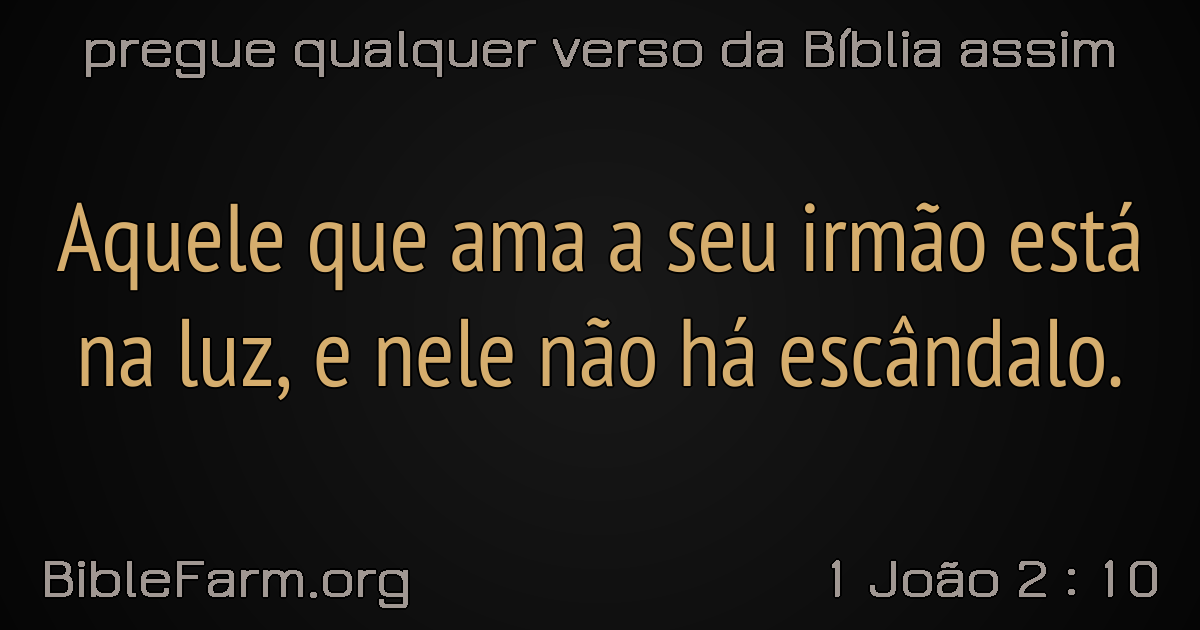 pregue qualquer verso da Bíblia assim
Aquele que ama a seu irmão está
na luz, e nele não há escândalo.
BibleFarm.org
1 João 2 : 10